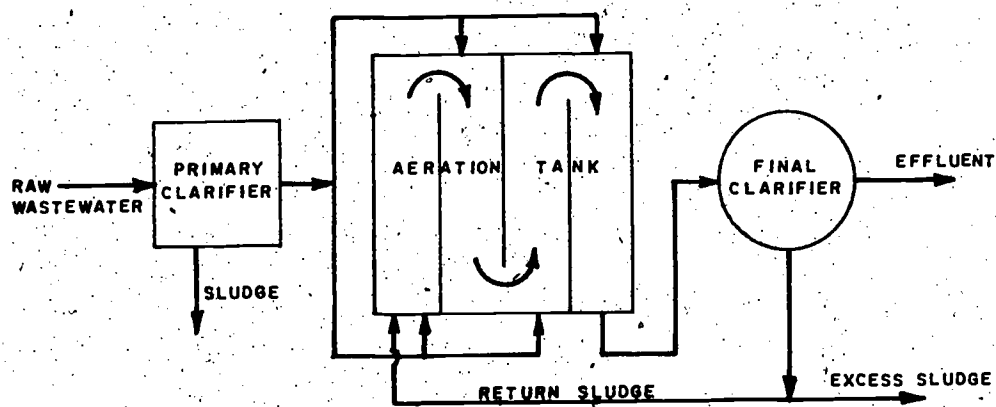 RAW
WASTEWATER
PRIMARY
CLARIFIER
SLUDGE
AERATION TANK
FINAL
CLARIFIER
EFFLUENT
RETURN SLUDGE
EXCESS SLUDGE